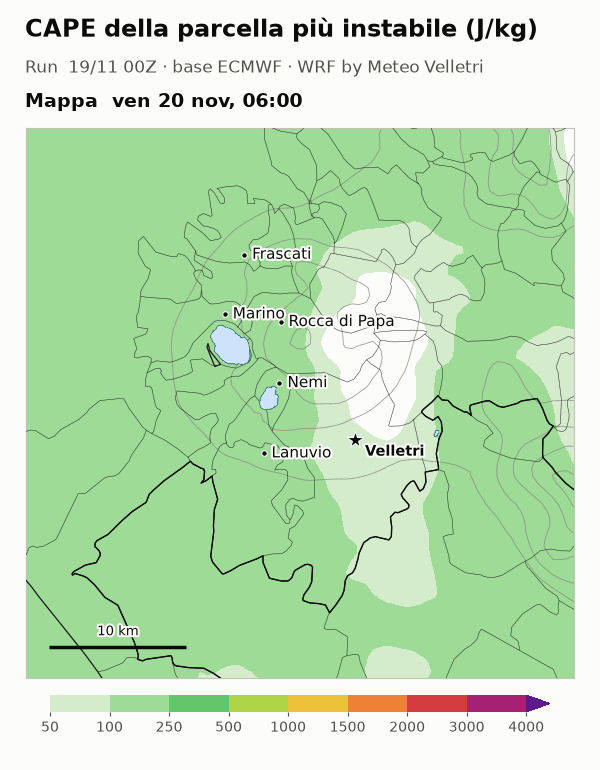 CAPE della parcella più instabile (J/kg)
Run  19/11 00Z · base ECMWF · WRF by Meteo Velletri
Mappa  ven 20 nov, 06:00
Frascati
Marino
Rocca di Papa
Nemi
Velletri
Lanuvio
10 km
50 100 250 500 1000 1500 2000 3000 4000